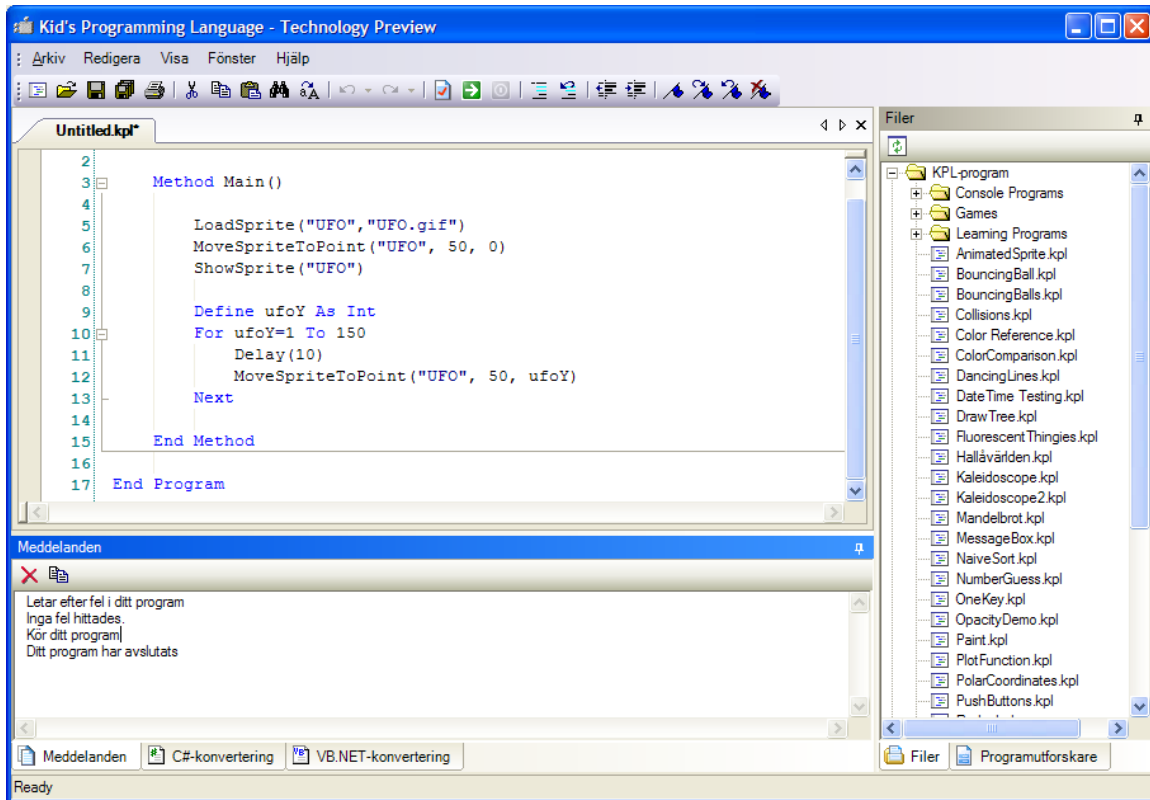 Kid's Programming Language - Technology Preview
Arkiv Redigera Visa Fönster Hjälp
Untitled.kpl*
2
3 Method Main()
4
5 LoadSprite("UFO","UFO.gif")
6 MoveSpriteToPoint("UFO", 50, 0)
7 ShowSprite("UFO")
8
9 Define ufoY As Int
10 For ufoY=1 To 150
11 Delay(10)
12 MoveSpriteToPoint("UFO", 50, ufoY)
13 Next
14
15 End Method
16
17 End Program
Meddelanden
Letar efter fel i ditt program
Inga fel hittades.
Kör ditt program
Ditt program har avslutats
Meddelanden C#-konvertering VB.NET-konvertering
Filer
KPL-program
Console Programs
Games
Learning Programs
AnimatedSprite.kpl
BouncingBall.kpl
BouncingBalls.kpl
Collisions.kpl
Color Reference.kpl
ColorComparison.kpl
DancingLines.kpl
DateTime Testing.kpl
DrawTree.kpl
FluorescentThingies.kpl
Hallåvärlden.kpl
Kaleidoscope.kpl
Kaleidoscope2.kpl
Mandelbrot.kpl
MessageBox.kpl
NaiveSort.kpl
NumberGuess.kpl
OneKey.kpl
OpacityDemo.kpl
Paint.kpl
PlotFunction.kpl
PolarCoordinates.kpl
PushButtons.kpl
Filer Programutforskare
Ready